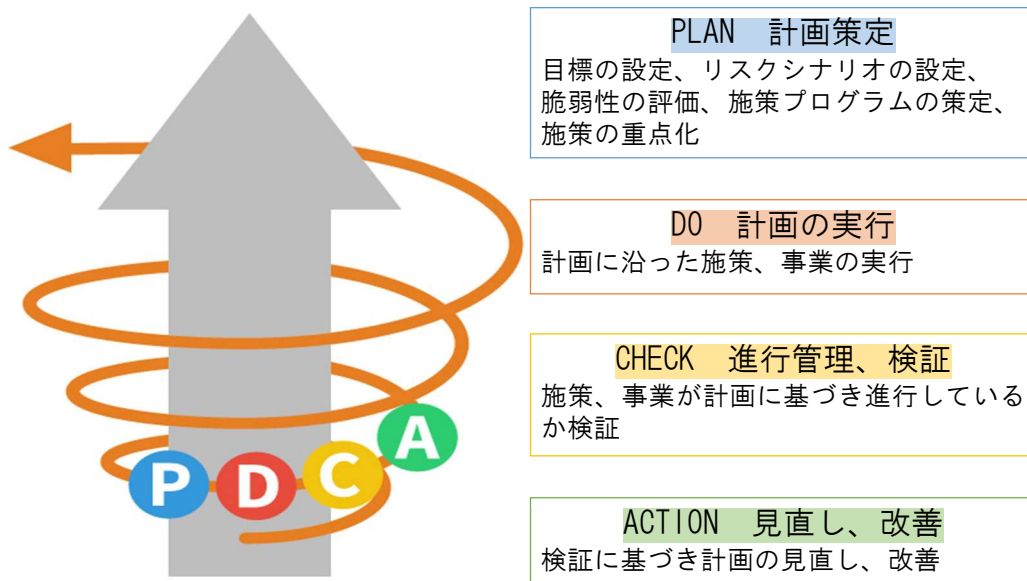 PLAN　計画策定
目標の設定、リスクシナリオの設定、
脆弱性の評価、施策プログラムの策定、
施策の重点化
DO　計画の実行
計画に沿った施策、事業の実行
CHECK　進行管理、検証
施策、事業が計画に基づき進行している
か検証
P D C A
ACTION　見直し、改善
検証に基づき計画の見直し、改善